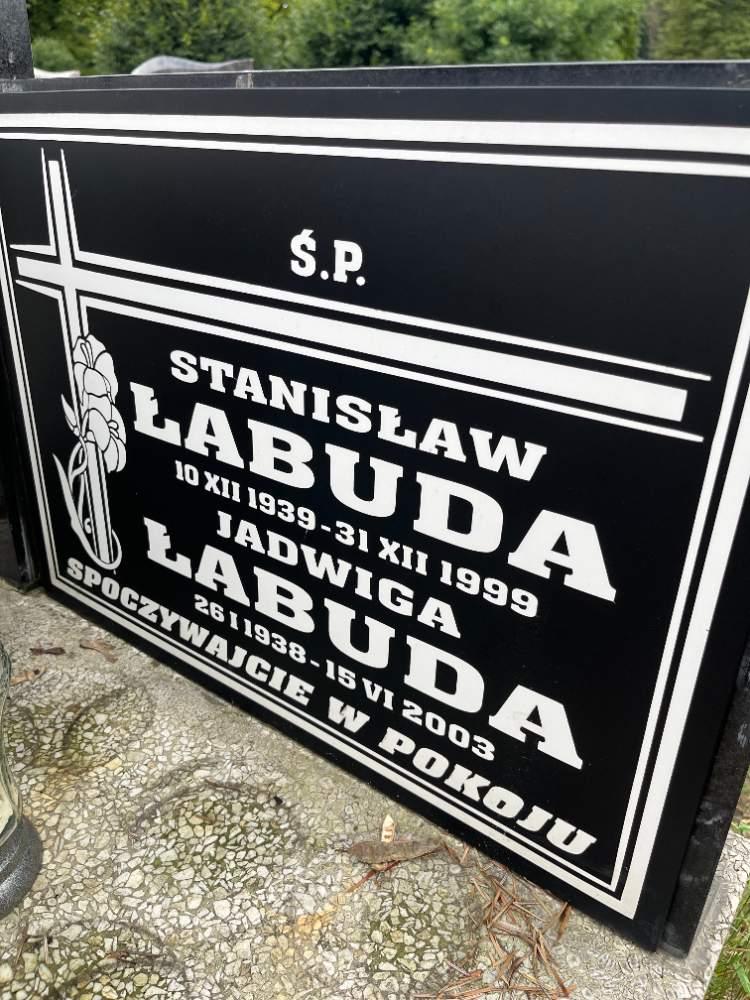 Ś.P.
STANISŁAW
ŁABUDA
10 XII 1939 - 31 XII 1999
JADWIGA
ŁABUDA
26 I 1938 - 15 VI 2003
SPOCZYWAJCIE W POKOJU